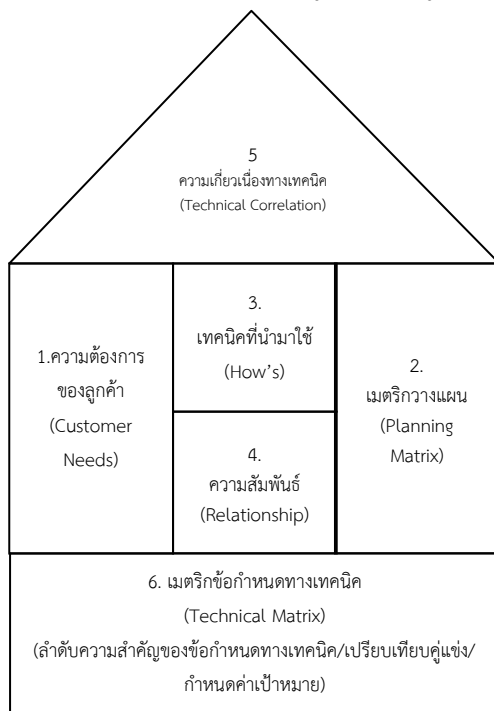 5
ความเกี่ยวเนื่องทางเทคนิค
(Technical Correlation)
3.
เทคนิคที่นำมาใช้
(How's)
1.ความต้องการ
ของลูกค้า
(Customer
Needs)
2.
เมตริกวางแผน
(Planning
Matrix)
4.
ความสัมพันธ์
(Relationship)
6. เมตริกข้อกำหนดทางเทคนิค
(Technical Matrix)
(ลำดับความสำคัญของข้อกำหนดทางเทคนิค/เปรียบเทียบคู่แข่ง/
กำหนดค่าเป้าหมาย)